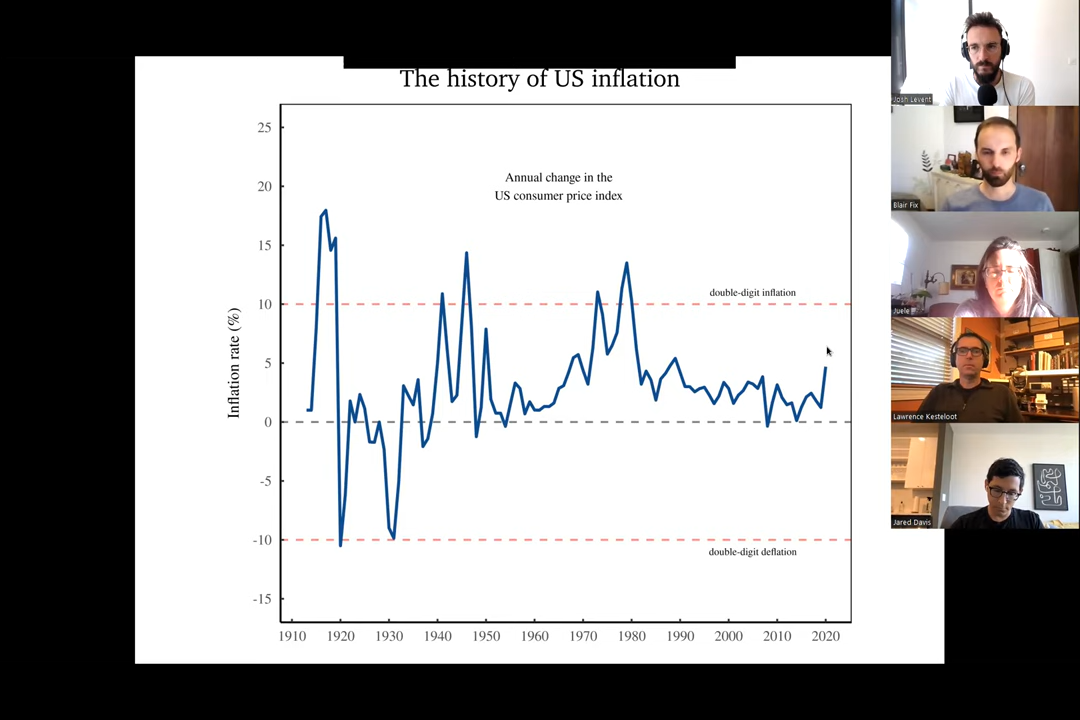 The history of US inflation
25
20
15
10
5
0
-5
-10
-15
Inflation rate (%)
Annual change in the
US consumer price index
double-digit inflation
double-digit deflation
1910 1920 1930 1940 1950 1960 1970 1980 1990 2000 2010 2020
Josh Levent
Blair Fix
Juele
Lawrence Kesteloot
Jared Davis